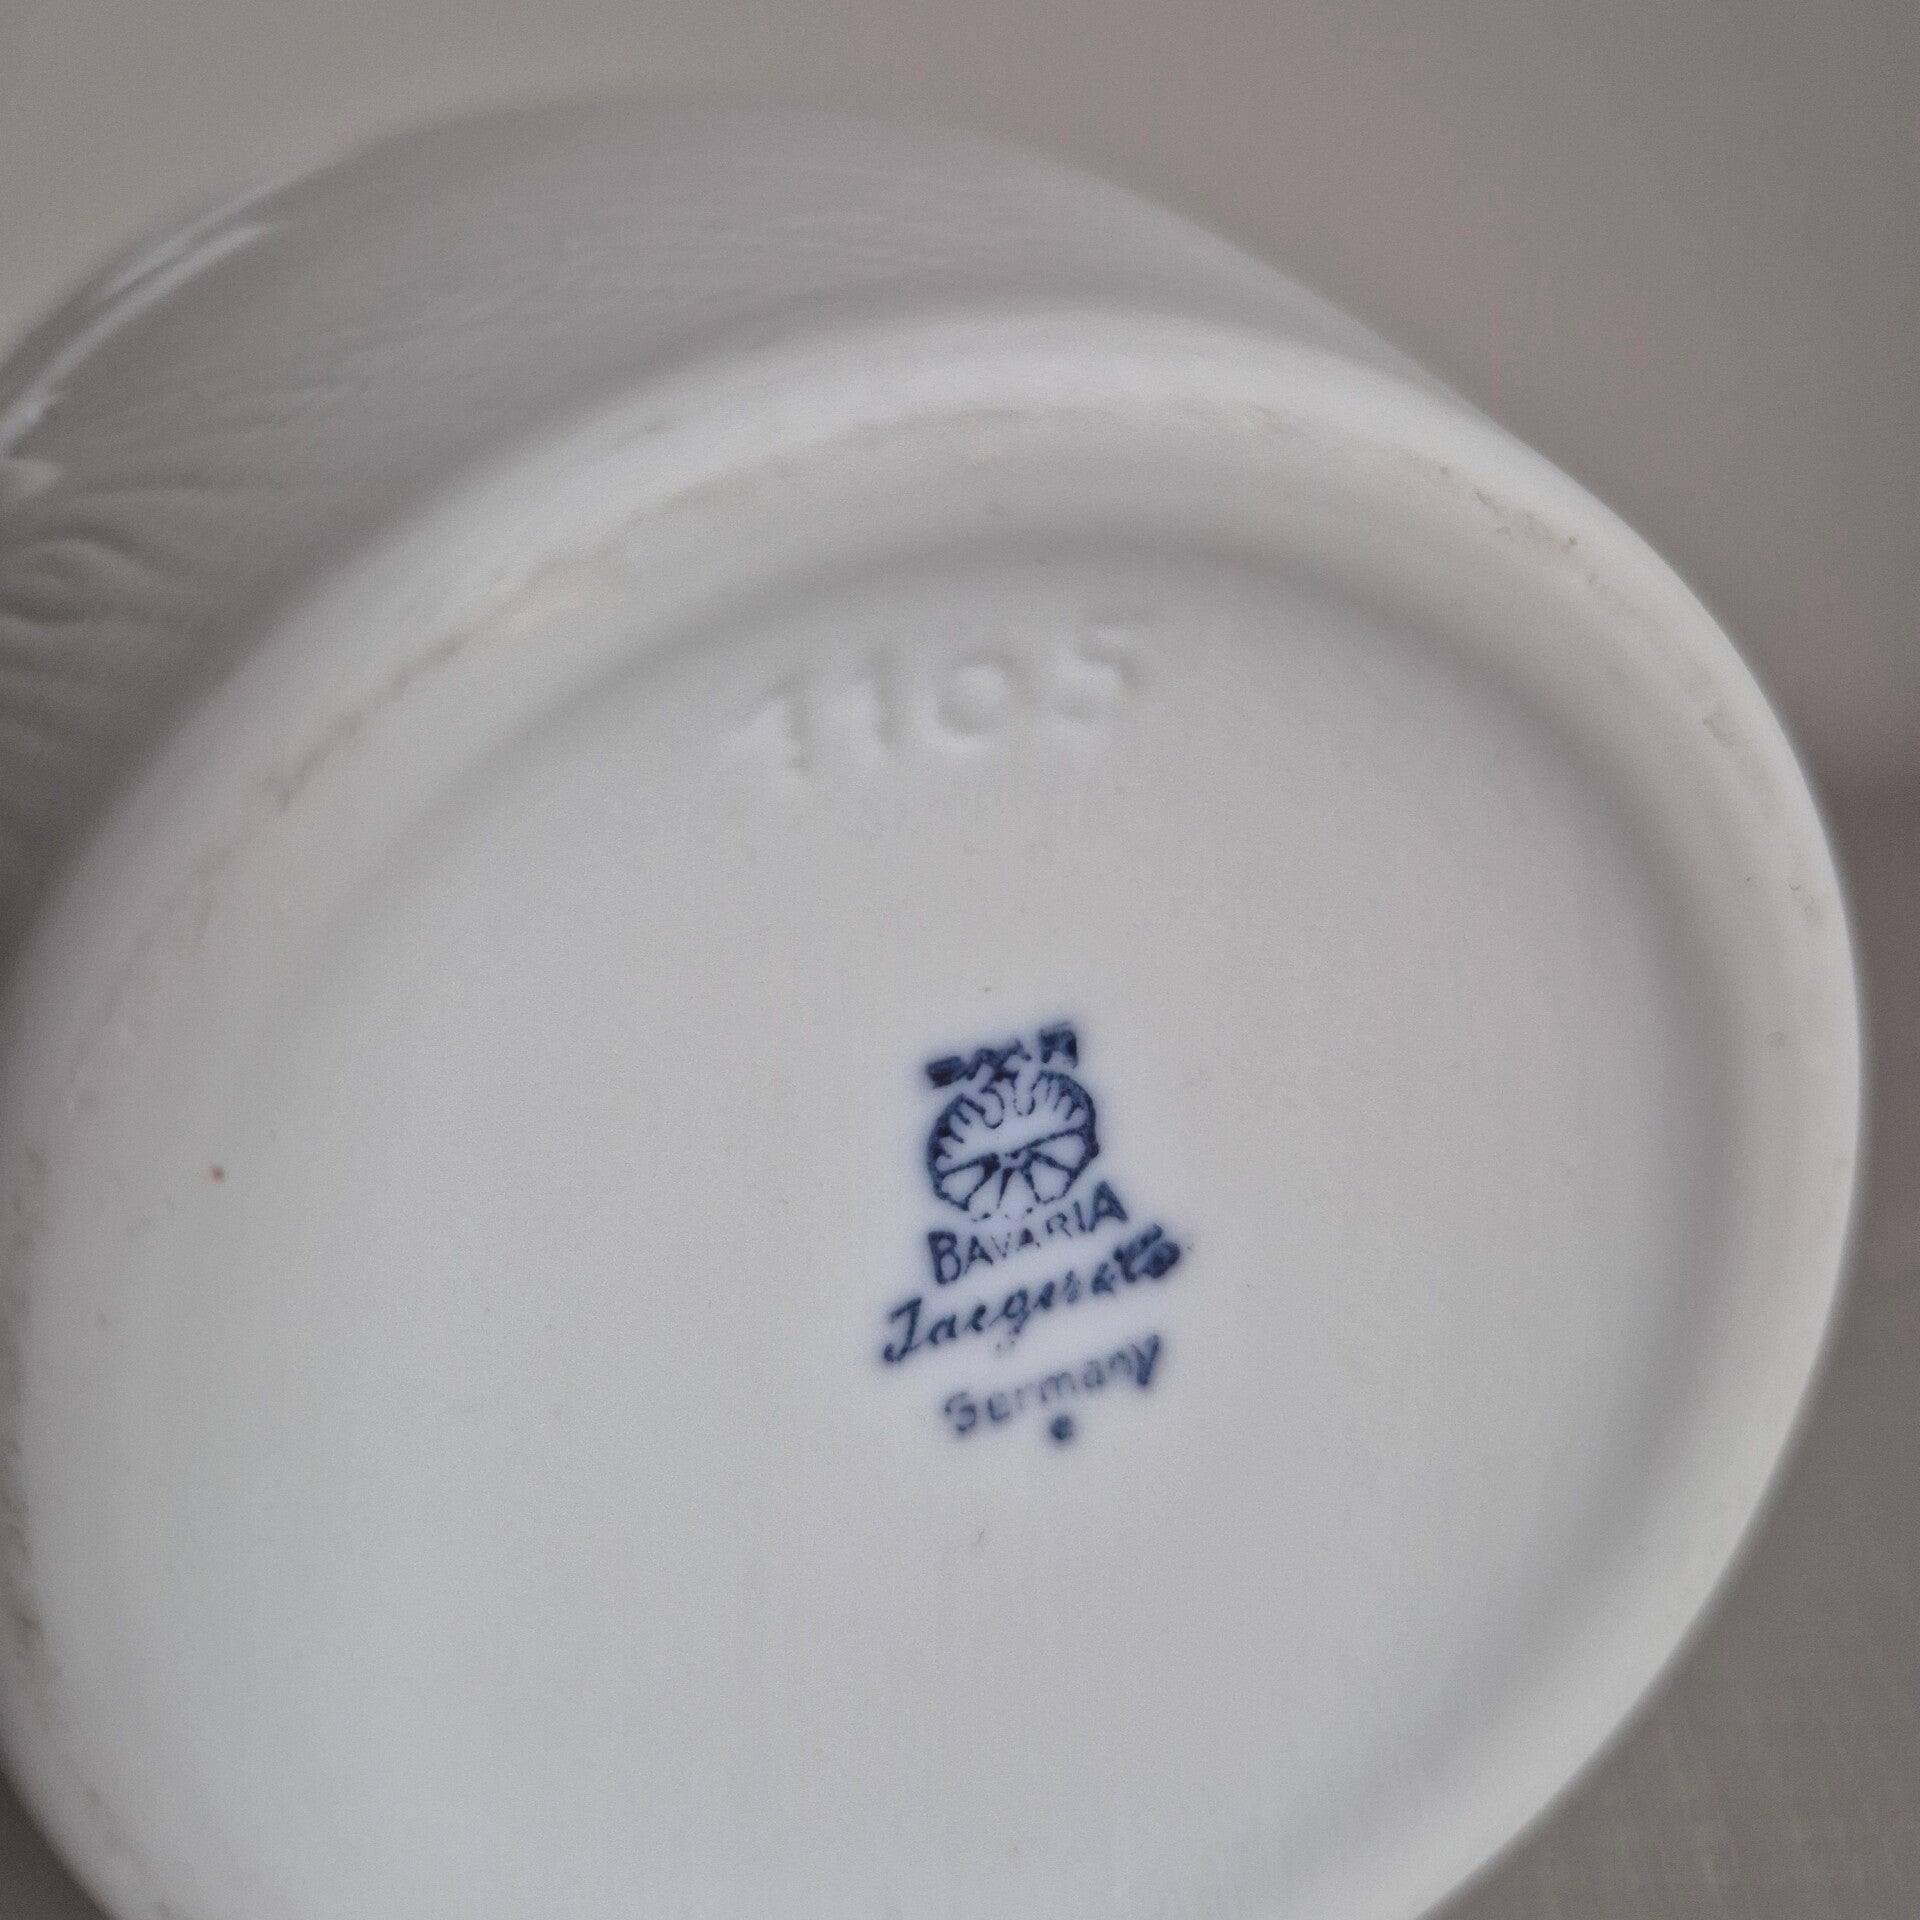 1105
BAVARIA
Jaeger & Co
Germany